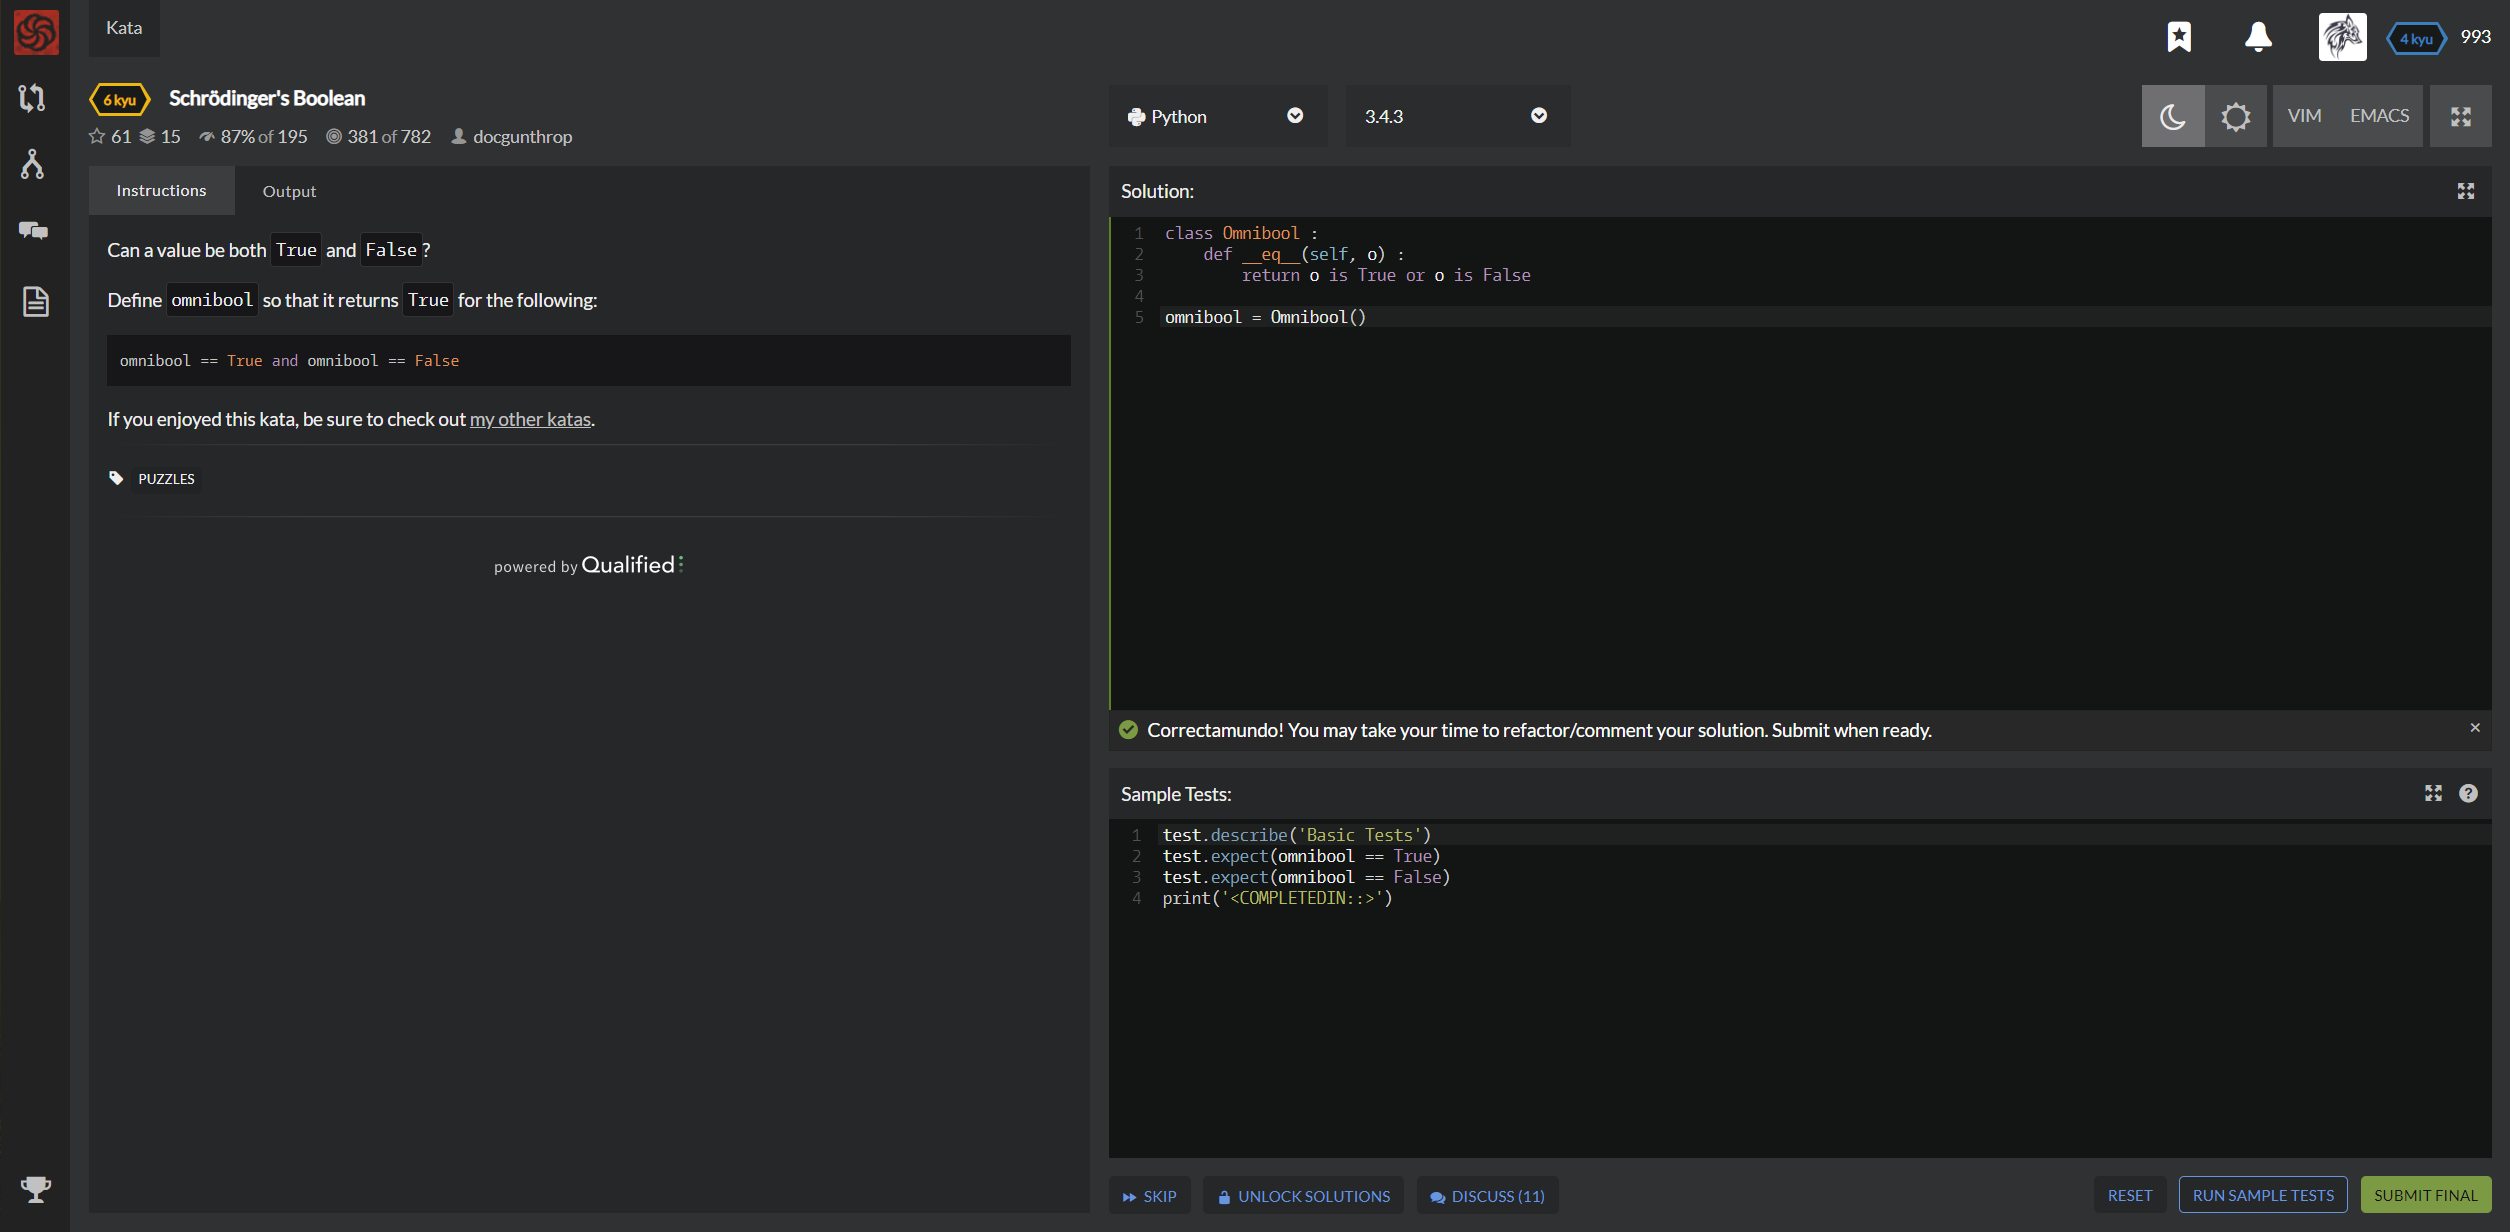 Kata
4 kyu 993
6 kyu Schrödinger's Boolean
61 15 87% of 195 381 of 782 docgunthrop
Python 3.4.3
VIM EMACS
Instructions Output
Can a value be both True and False?
Define omnibool so that it returns True for the following:
omnibool == True and omnibool == False
If you enjoyed this kata, be sure to check out my other katas.
PUZZLES
powered by Qualified
Solution:
1 class Omnibool :
2 def __eq__(self, o) :
3 return o is True or o is False
4
5 omnibool = Omnibool()
Correctamundo! You may take your time to refactor/comment your solution. Submit when ready.
×
Sample Tests:
1 test.describe('Basic Tests')
2 test.expect(omnibool == True)
3 test.expect(omnibool == False)
4 print('<COMPLETEDIN::>')
SKIP UNLOCK SOLUTIONS DISCUSS (11) RESET RUN SAMPLE TESTS SUBMIT FINAL